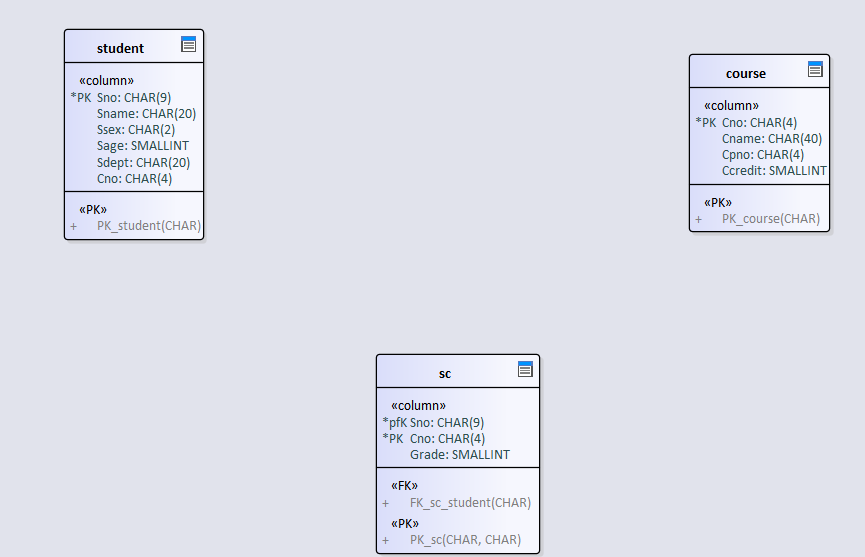 student
«column»
*PK Sno: CHAR(9)
Sname: CHAR(20)
Ssex: CHAR(2)
Sage: SMALLINT
Sdept: CHAR(20)
Cno: CHAR(4)
«PK»
+ PK_student(CHAR)
course
«column»
*PK Cno: CHAR(4)
Cname: CHAR(40)
Cpno: CHAR(4)
Ccredit: SMALLINT
«PK»
+ PK_course(CHAR)
sc
«column»
*pfK Sno: CHAR(9)
*PK Cno: CHAR(4)
Grade: SMALLINT
«FK»
+ FK_sc_student(CHAR)
«PK»
+ PK_sc(CHAR, CHAR)